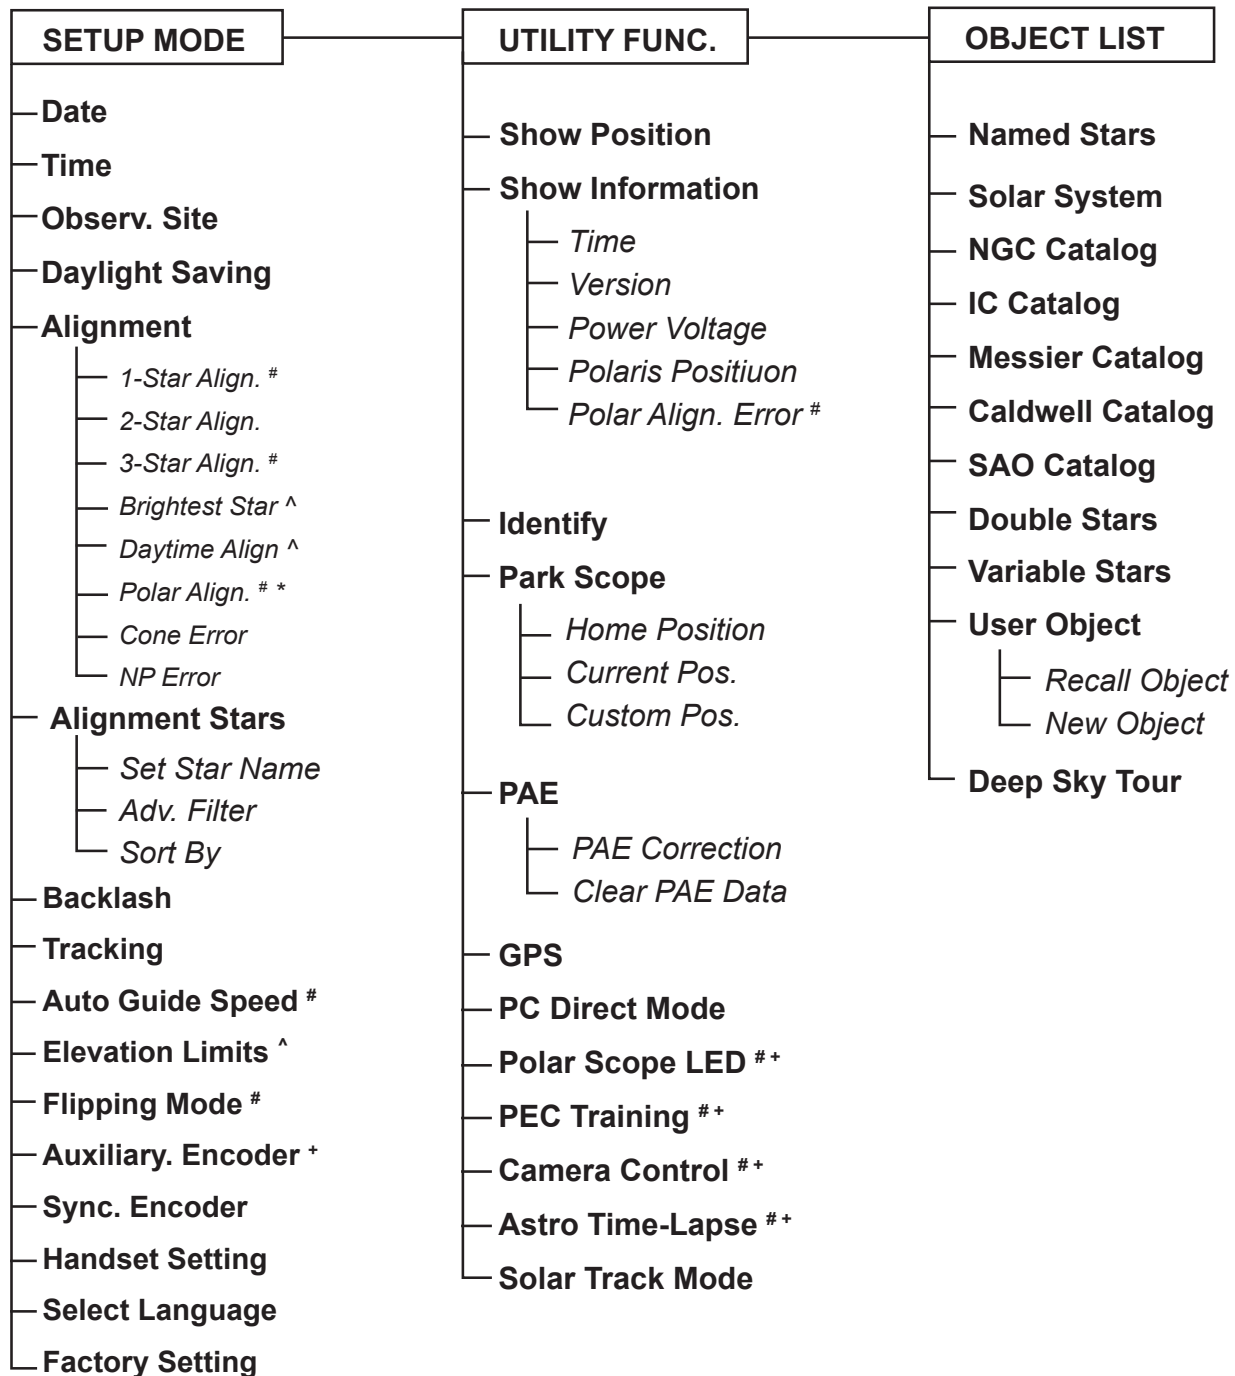 SETUP MODE
Date
Time
Observ. Site
Daylight Saving
Alignment
1-Star Align. #
2-Star Align.
3-Star Align. #
Brightest Star ^
Daytime Align ^
Polar Align. # *
Cone Error
NP Error
Alignment Stars
Set Star Name
Adv. Filter
Sort By
Backlash
Tracking
Auto Guide Speed #
Elevation Limits ^
Flipping Mode #
Auxiliary. Encoder +
Sync. Encoder
Handset Setting
Select Language
Factory Setting
UTILITY FUNC.
Show Position
Show Information
Time
Version
Power Voltage
Polaris Positiuon
Polar Align. Error #
Identify
Park Scope
Home Position
Current Pos.
Custom Pos.
PAE
PAE Correction
Clear PAE Data
GPS
PC Direct Mode
Polar Scope LED # +
PEC Training # +
Camera Control # +
Astro Time-Lapse # +
Solar Track Mode
OBJECT LIST
Named Stars
Solar System
NGC Catalog
IC Catalog
Messier Catalog
Caldwell Catalog
SAO Catalog
Double Stars
Variable Stars
User Object
Recall Object
New Object
Deep Sky Tour